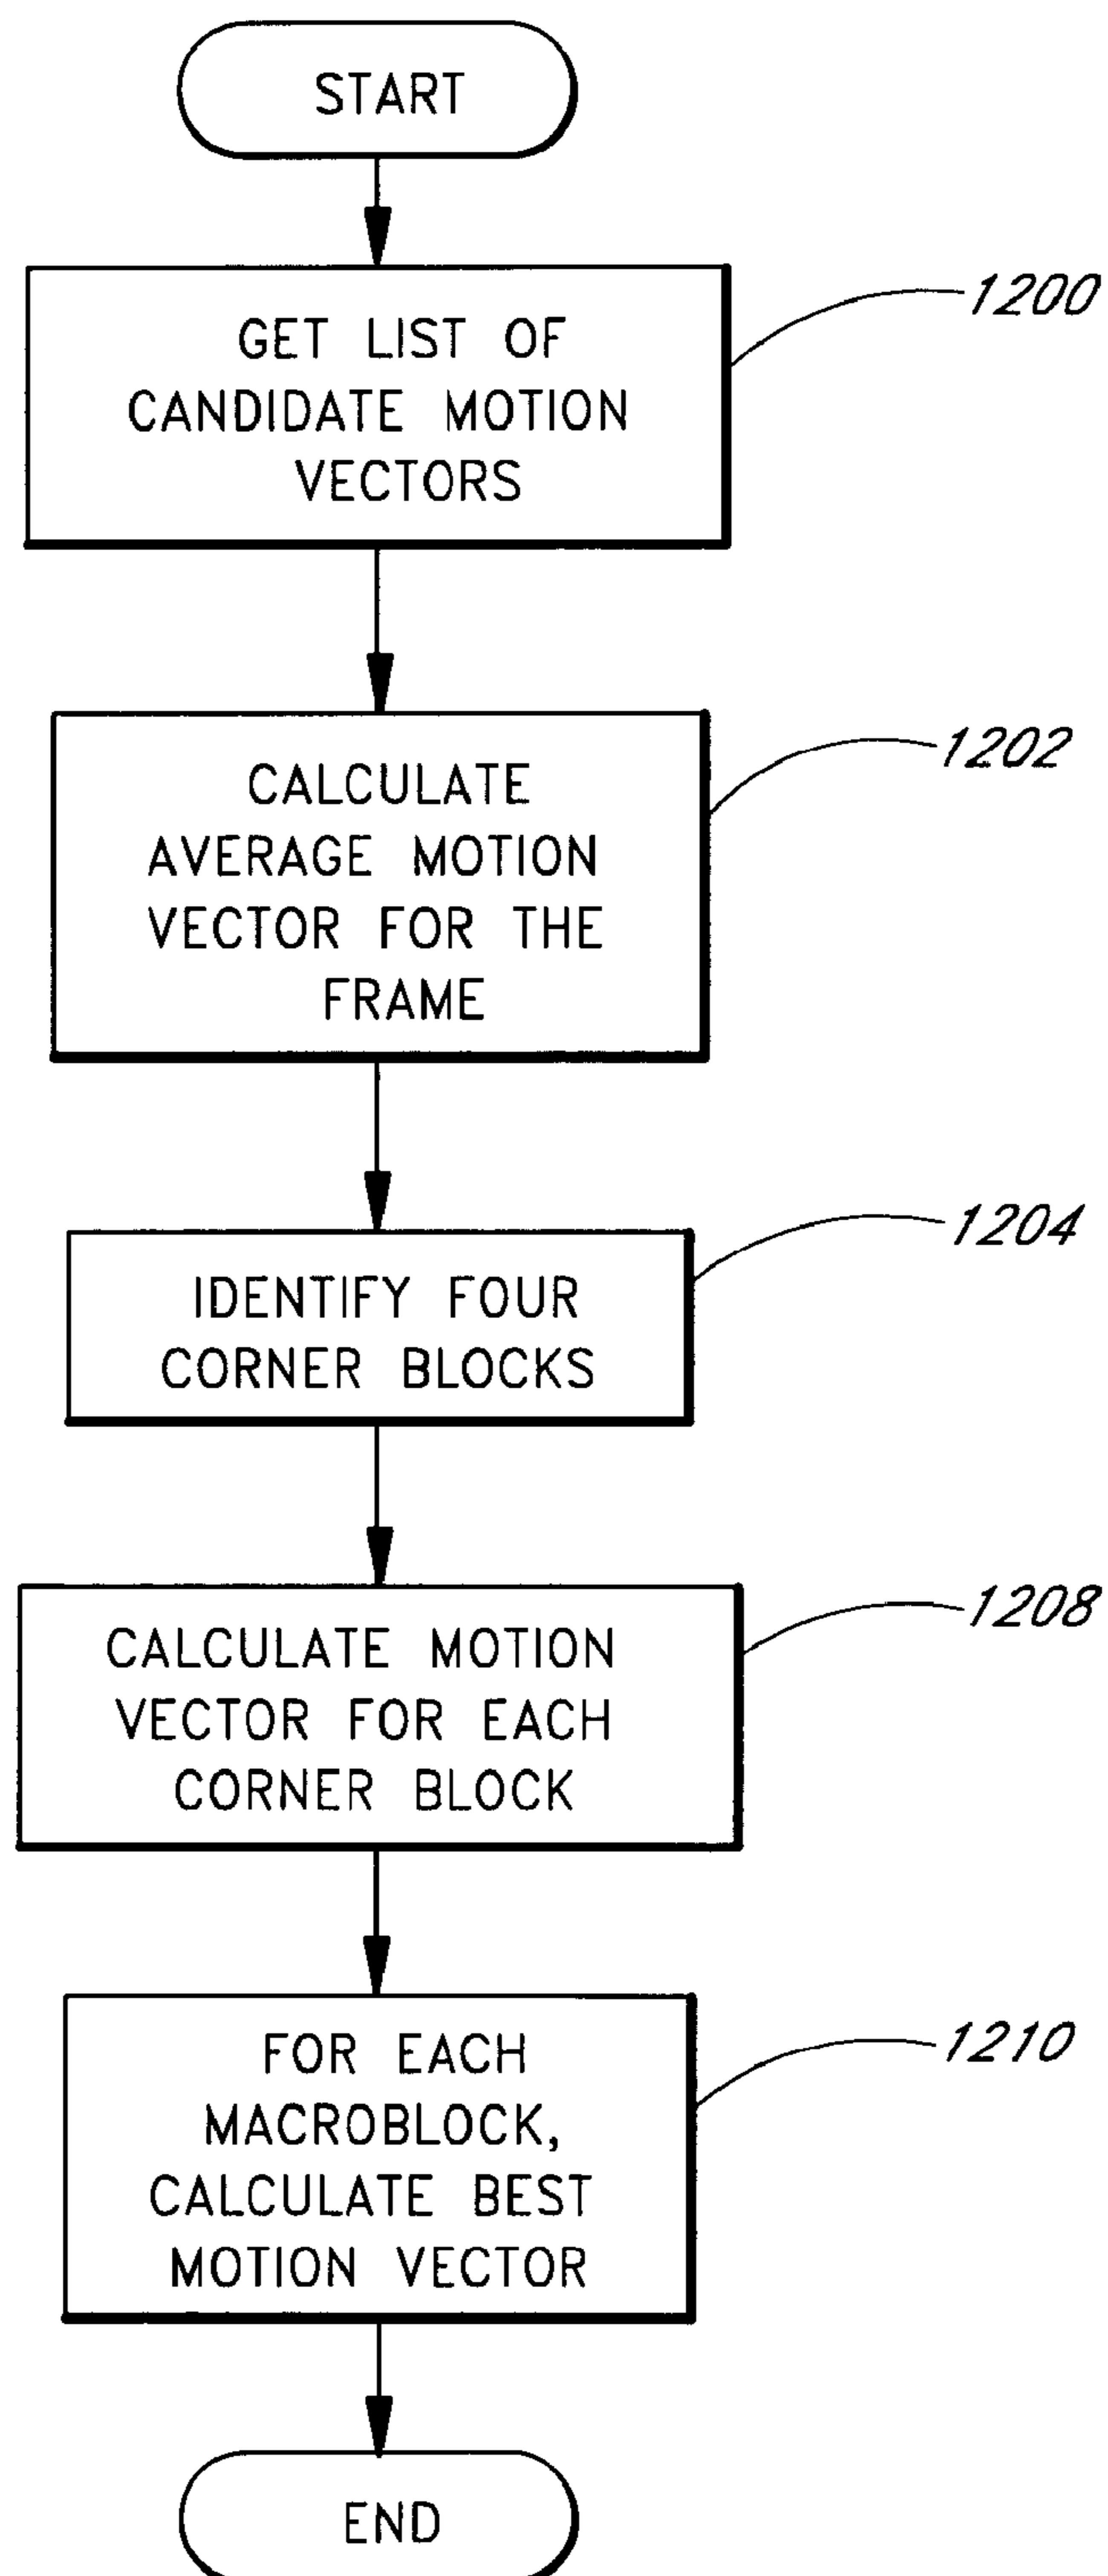 START
GET LIST OF
CANDIDATE MOTION
VECTORS
1200
CALCULATE
AVERAGE MOTION
VECTOR FOR THE
FRAME
1202
IDENTIFY FOUR
CORNER BLOCKS
1204
CALCULATE MOTION
VECTOR FOR EACH
CORNER BLOCK
1208
FOR EACH
MACROBLOCK,
CALCULATE BEST
MOTION VECTOR
1210
END